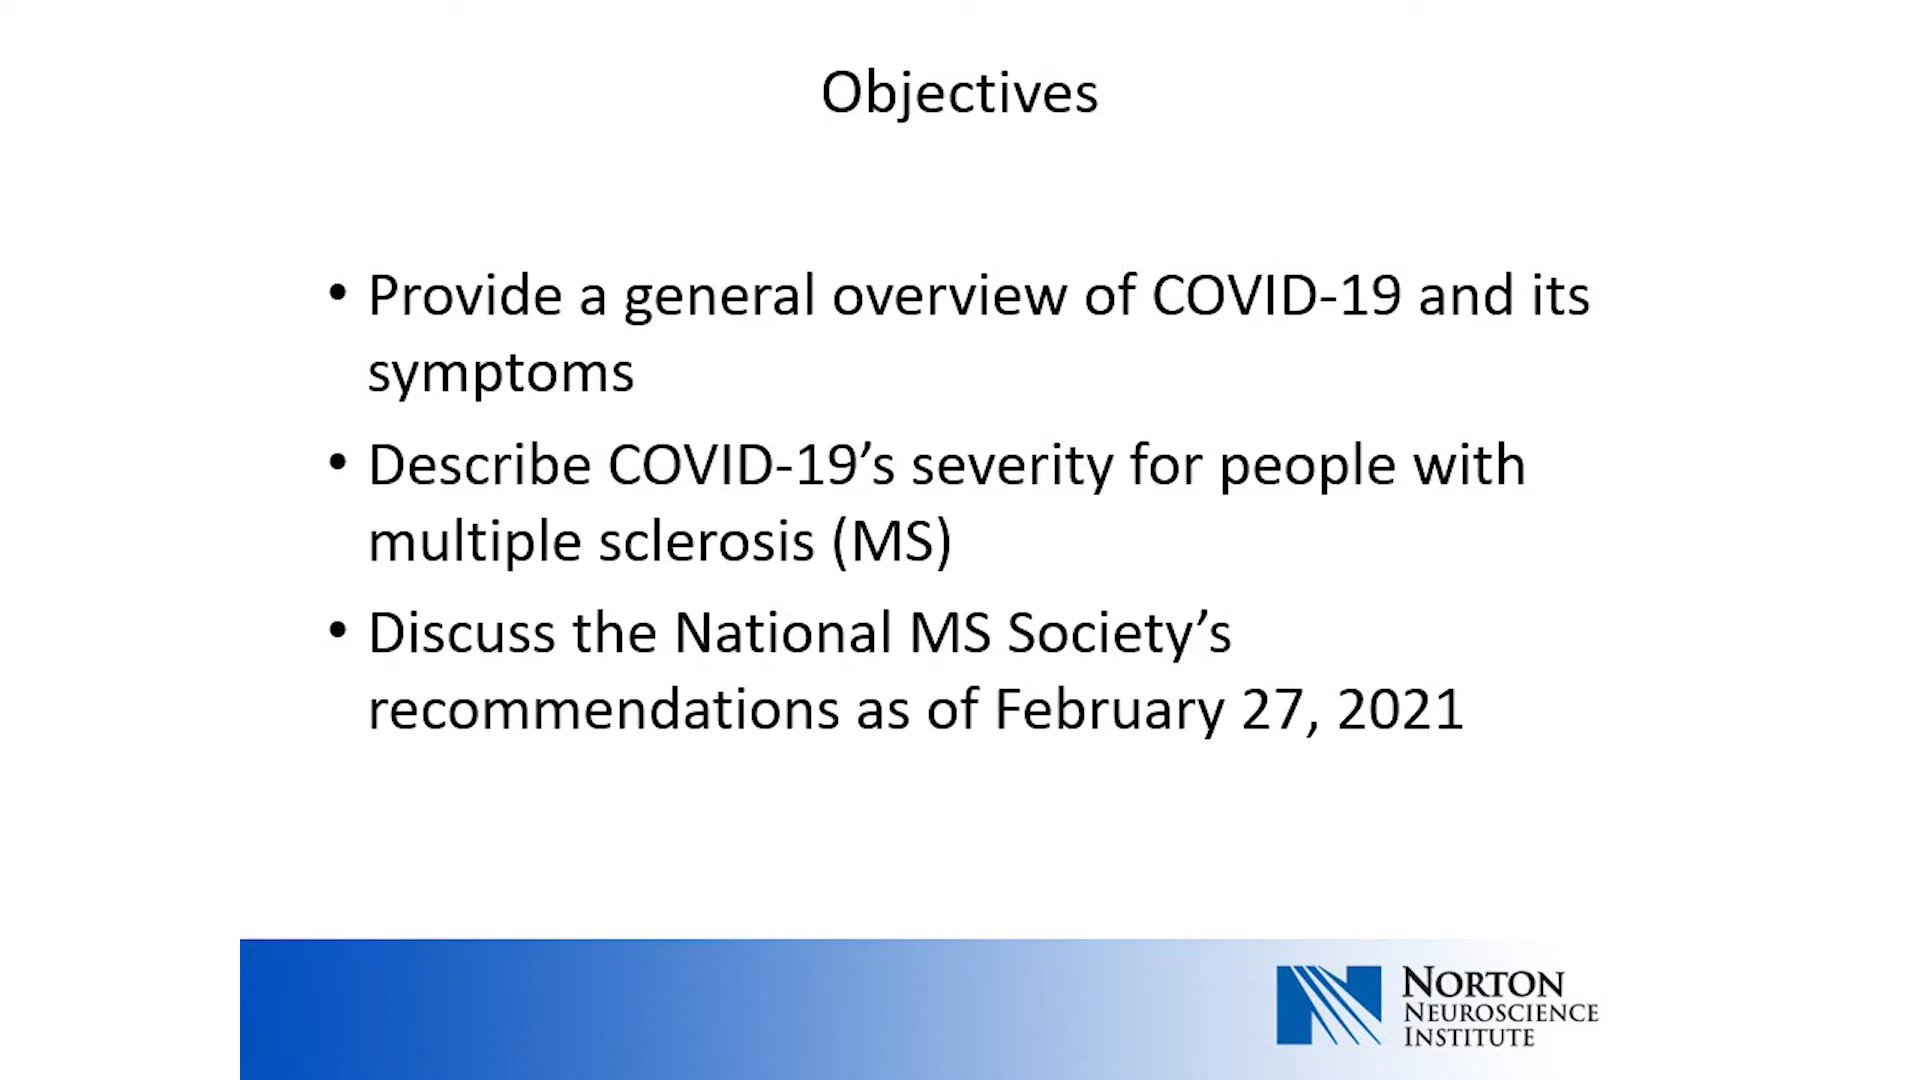 Objectives
• Provide a general overview of COVID-19 and its
symptoms
• Describe COVID-19’s severity for people with
multiple sclerosis (MS)
• Discuss the National MS Society’s
recommendations as of February 27, 2021
NORTON
NEUROSCIENCE
INSTITUTE